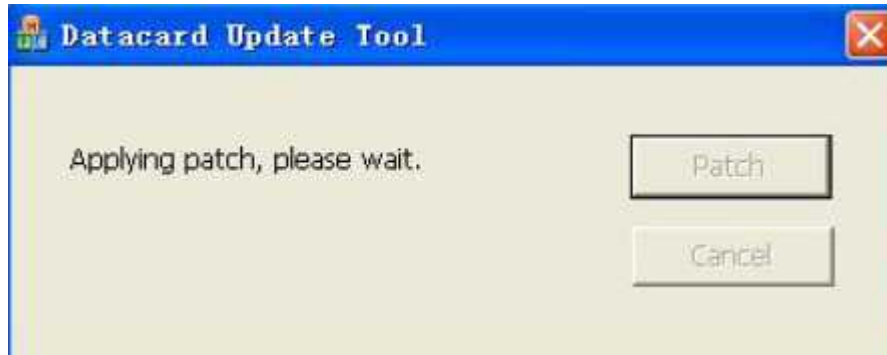 Datacard Update Tool
Applying patch, please wait.
Patch
Cancel